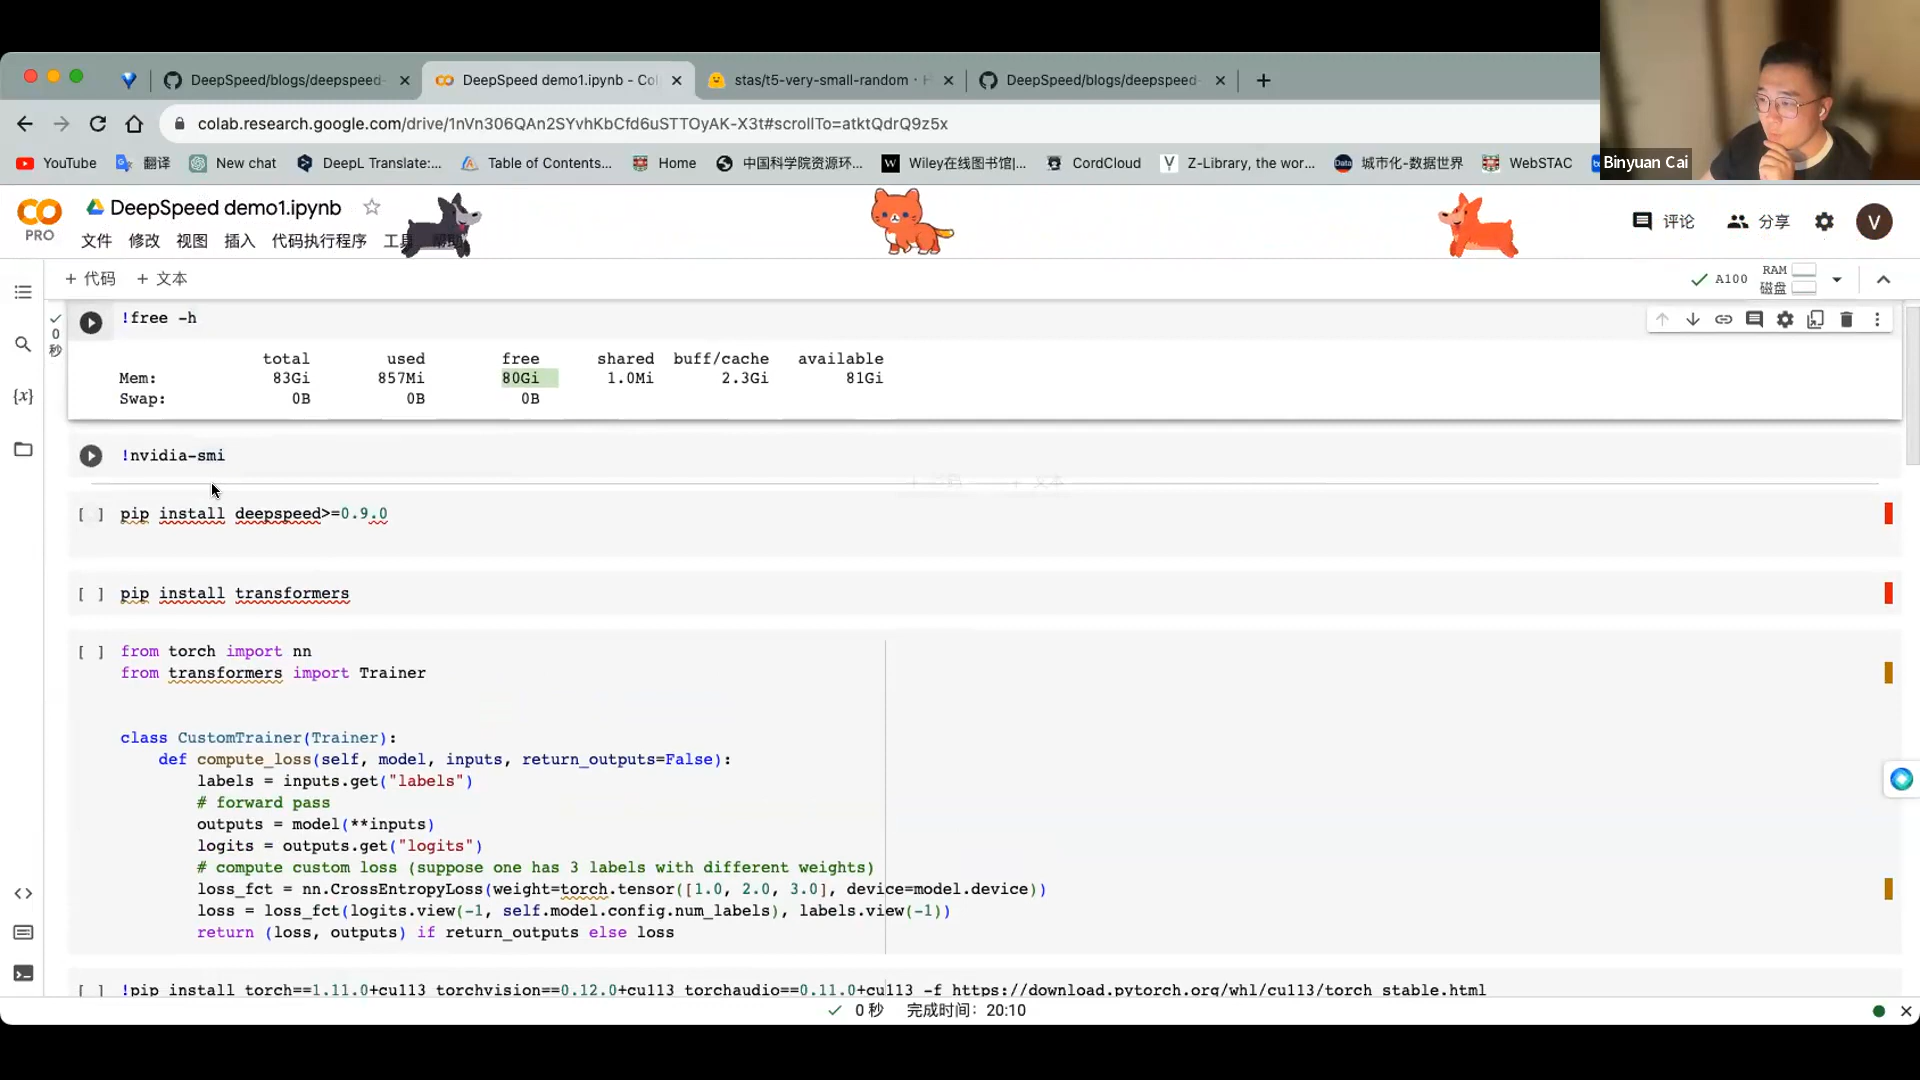 DeepSpeed/blogs/deepspeed-
DeepSpeed demo1.ipynb - Col
stas/t5-very-small-random · H
DeepSpeed/blogs/deepspeed-
colab.research.google.com/drive/1nVn306QAn2SYvhKbCfd6uSTTOyAK-X3t#scrollTo=atktQdrQ9z5x
YouTube
翻译
New chat
DeepL Translate:...
Table of Contents...
Home
中国科学院资源环...
Wiley在线图书馆|...
CordCloud
Z-Library, the wor...
城市化-数据世界
WebSTAC
Binyuan Cai
CO
PRO
DeepSpeed demo1.ipynb
文件 修改 视图 插入 代码执行程序 工具 帮助
评论
分享
V
+ 代码 + 文本
A100
RAM
磁盘
0
秒
!free -h
total used free shared buff/cache available
Mem: 83Gi 857Mi 80Gi 1.0Mi 2.3Gi 81Gi
Swap: 0B 0B 0B
!nvidia-smi
+ 代码 + 文本
[ ] pip install deepspeed>=0.9.0
[ ] pip install transformers
[ ] from torch import nn
from transformers import Trainer
class CustomTrainer(Trainer):
def compute_loss(self, model, inputs, return_outputs=False):
labels = inputs.get("labels")
# forward pass
outputs = model(**inputs)
logits = outputs.get("logits")
# compute custom loss (suppose one has 3 labels with different weights)
loss_fct = nn.CrossEntropyLoss(weight=torch.tensor([1.0, 2.0, 3.0], device=model.device))
loss = loss_fct(logits.view(-1, self.model.config.num_labels), labels.view(-1))
return (loss, outputs) if return_outputs else loss
[ ] !pip install torch==1.11.0+cu113 torchvision==0.12.0+cu113 torchaudio==0.11.0+cu113 -f https://download.pytorch.org/whl/cu113/torch_stable.html
0 秒 完成时间: 20:10